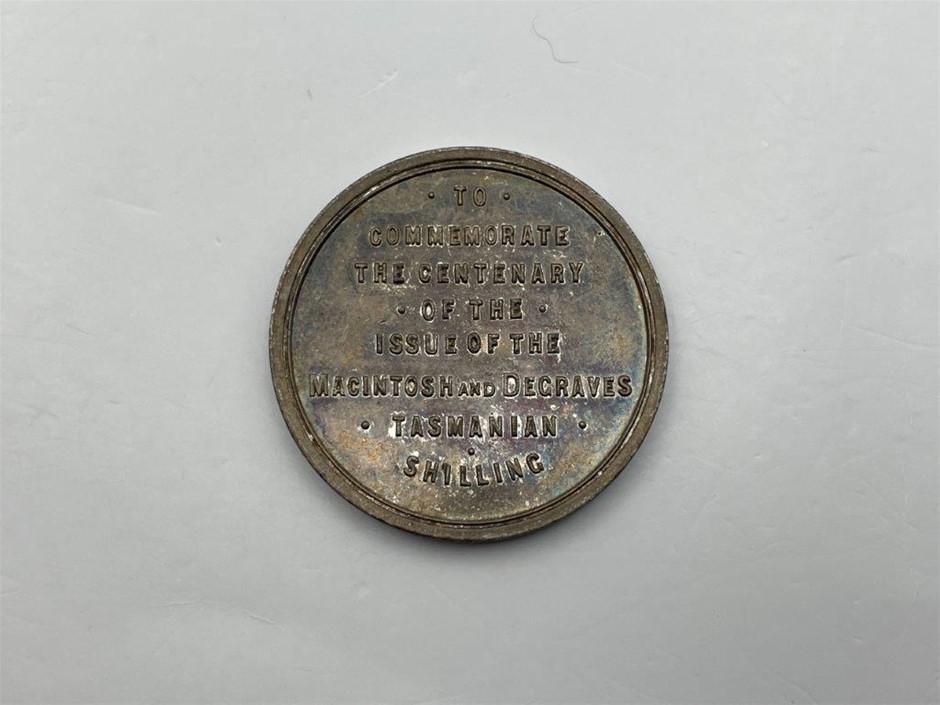 · TO ·
COMMEMORATE
THE CENTENARY
· OF THE ·
ISSUE OF THE
MACINTOSH AND DEGRAVES
· TASMANIAN ·
SHILLING